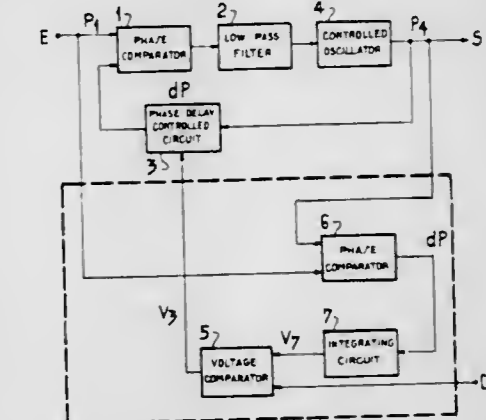 E
P1
1
PHASE
COMPARATOR
2
LOW PASS
FILTER
4
CONTROLLED
OSCILLATOR
P4
S
dP
PHASE DELAY
CONTROLLED
CIRCUIT
3
6
PHASE
COMPARATOR
dP
V3
5
VOLTAGE
COMPARATOR
V7
7
INTEGRATING
CIRCUIT